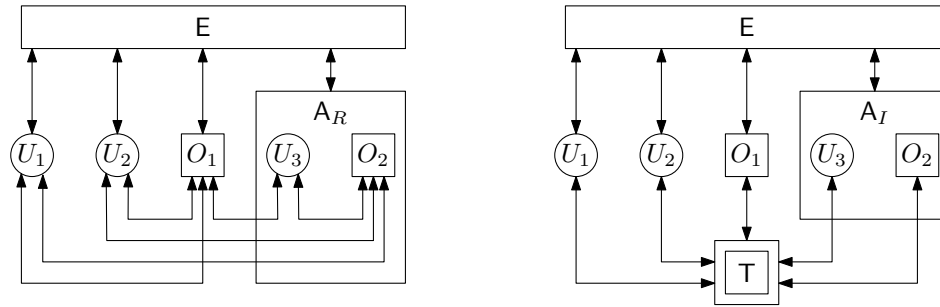 E E
A_R A_I
U_1 U_2 O_1 U_3 O_2 U_1 U_2 O_1 U_3 O_2
T